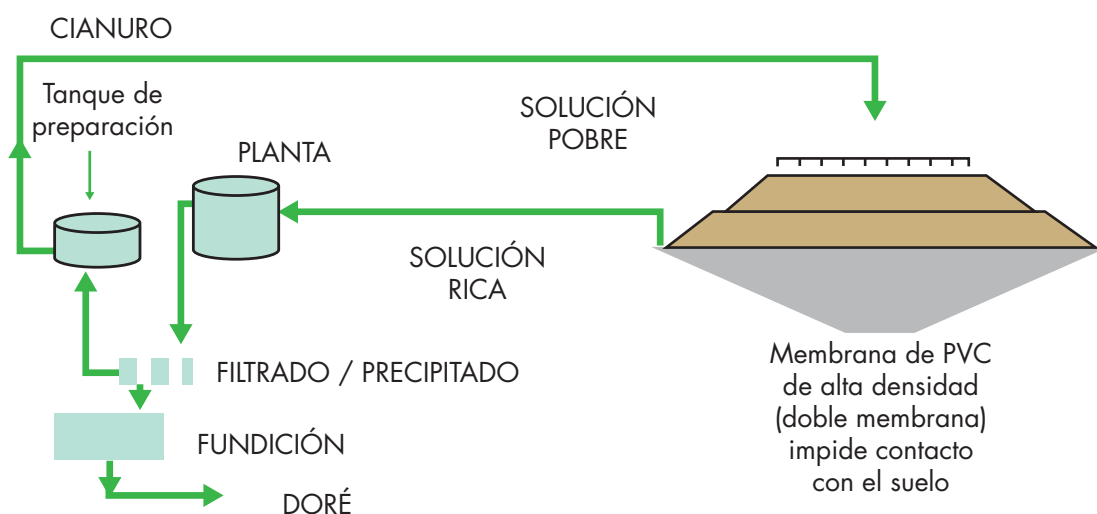 CIANURO
Tanque de
preparación
PLANTA
SOLUCIÓN
POBRE
SOLUCIÓN
RICA
FILTRADO / PRECIPITADO
FUNDICIÓN
DORÉ
Membrana de PVC
de alta densidad
(doble membrana)
impide contacto
con el suelo